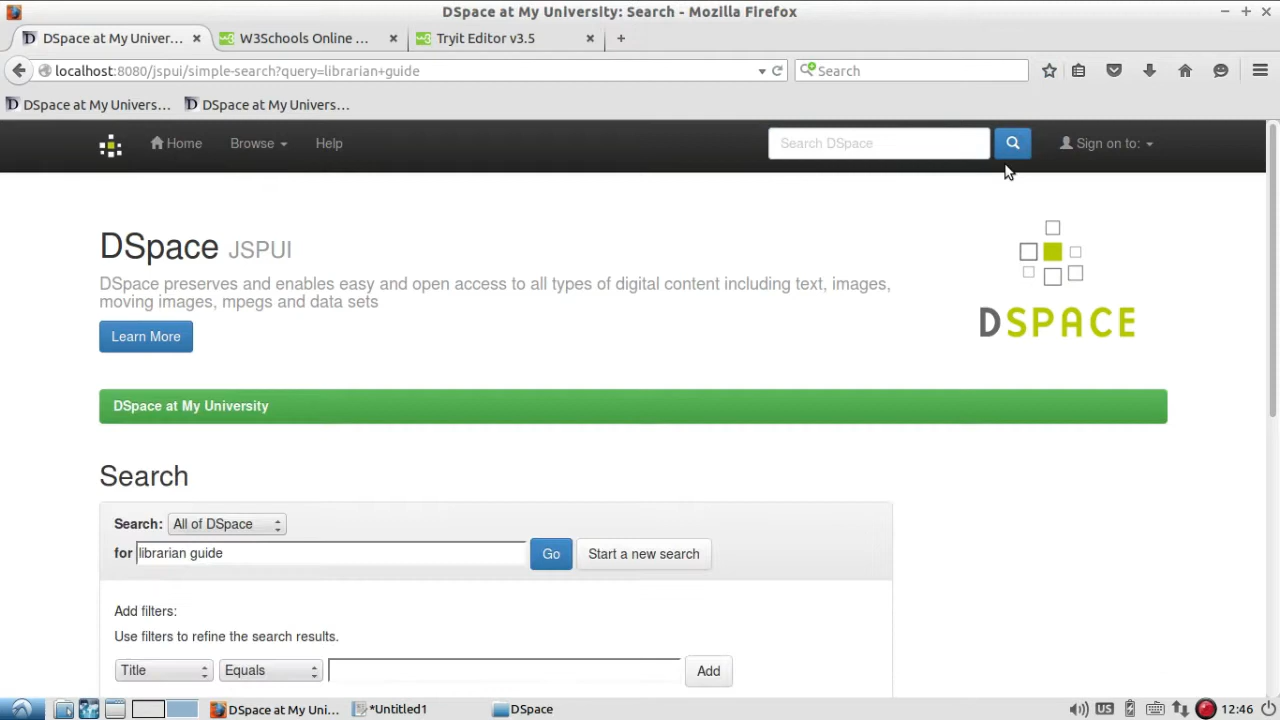 DSpace at My University: Search - Mozilla Firefox
DSpace at My Univer... W3Schools Online ... Tryit Editor v3.5
localhost:8080/jspui/simple-search?query=librarian+guide Search
DSpace at My Univers... DSpace at My Univers...
Home Browse Help Search DSpace Sign on to:
DSpace JSPUI
DSpace preserves and enables easy and open access to all types of digital content including text, images,
moving images, mpegs and data sets
Learn More
DSPACE
DSpace at My University
Search
Search: All of DSpace
for librarian guide Go Start a new search
Add filters:
Use filters to refine the search results.
Title Equals Add
DSpace at My Uni... *Untitled1 DSpace US 12:46